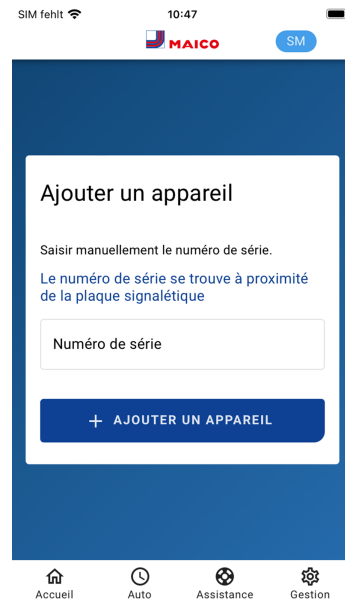 SIM fehlt 10:47
MAICO SM
Ajouter un appareil
Saisir manuellement le numéro de série.
Le numéro de série se trouve à proximité
de la plaque signalétique
Numéro de série
+ AJOUTER UN APPAREIL
Accueil Auto Assistance Gestion